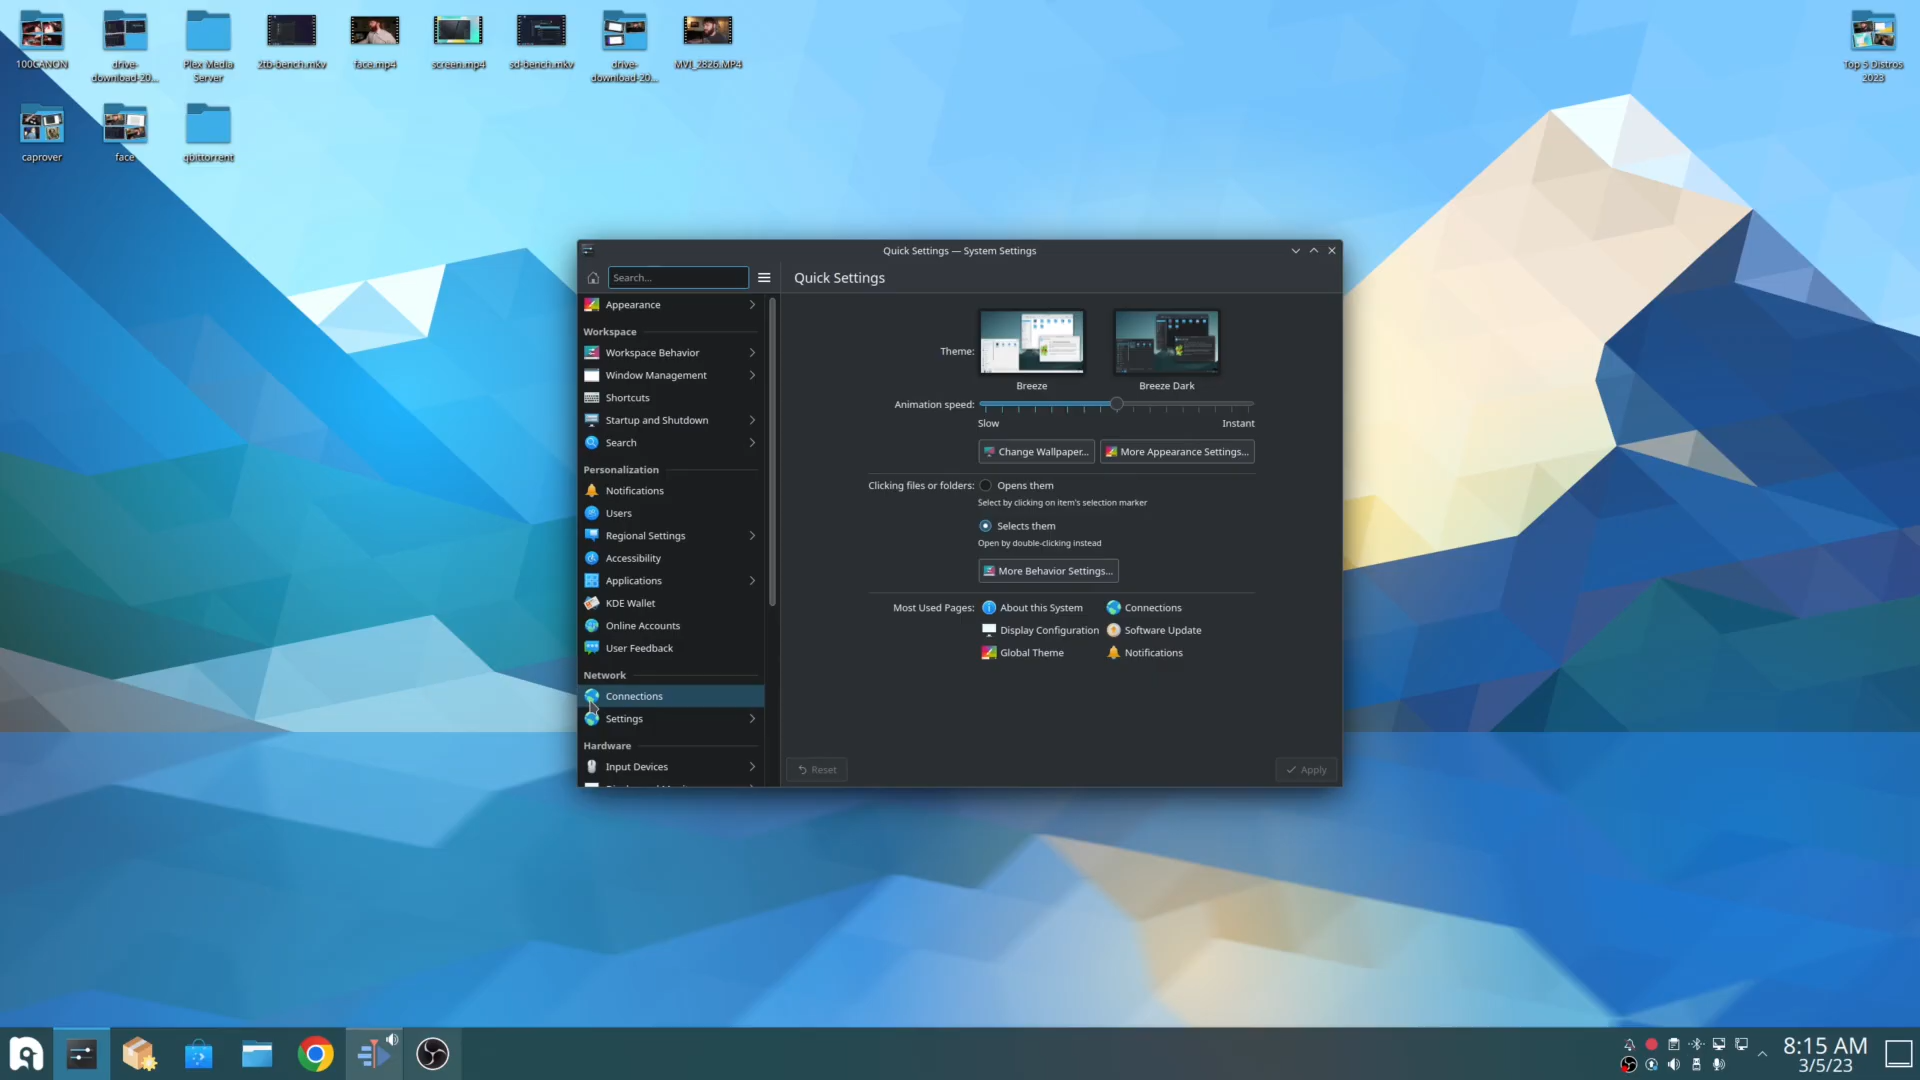 100CANON
drive-
download-20...
Plex Media
Server
2tb-bench.mkv
face.mp4
screen.mp4
sd-bench.mkv
drive-
download-20...
MVI_2826.MP4
Top 5 Distros
2023
caprover
face
qbittorrent
Quick Settings — System Settings
Search...
Quick Settings
Appearance
Workspace
Workspace Behavior
Window Management
Shortcuts
Startup and Shutdown
Search
Personalization
Notifications
Users
Regional Settings
Accessibility
Applications
KDE Wallet
Online Accounts
User Feedback
Network
Connections
Settings
Hardware
Input Devices
Theme:
Breeze
Breeze Dark
Animation speed:
Slow
Instant
Change Wallpaper...
More Appearance Settings...
Clicking files or folders:
Opens them
Select by clicking on item's selection marker
Selects them
Open by double-clicking instead
More Behavior Settings...
Most Used Pages:
About this System
Connections
Display Configuration
Software Update
Global Theme
Notifications
Reset
Apply
8:15 AM
3/5/23